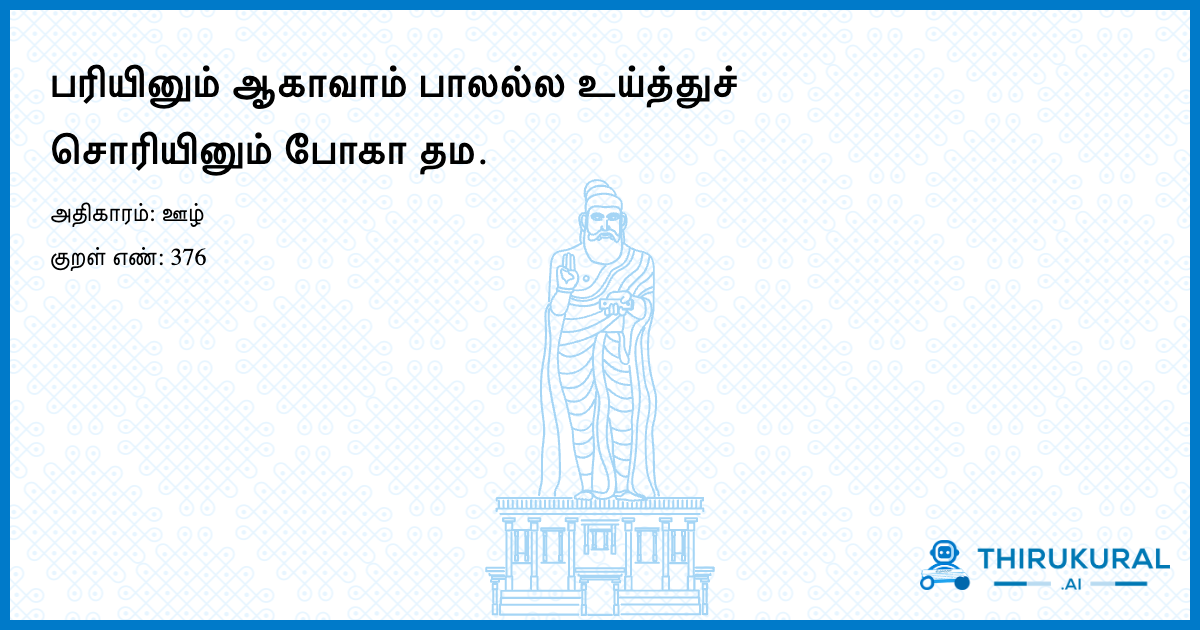 பரியினும் ஆகாவாம் பாலல்ல உய்த்துச்
சொரியினும் போகா தம.
அதிகாரம்: ஊழ்
குறள் எண்: 376
THIRUKURAL
.AI